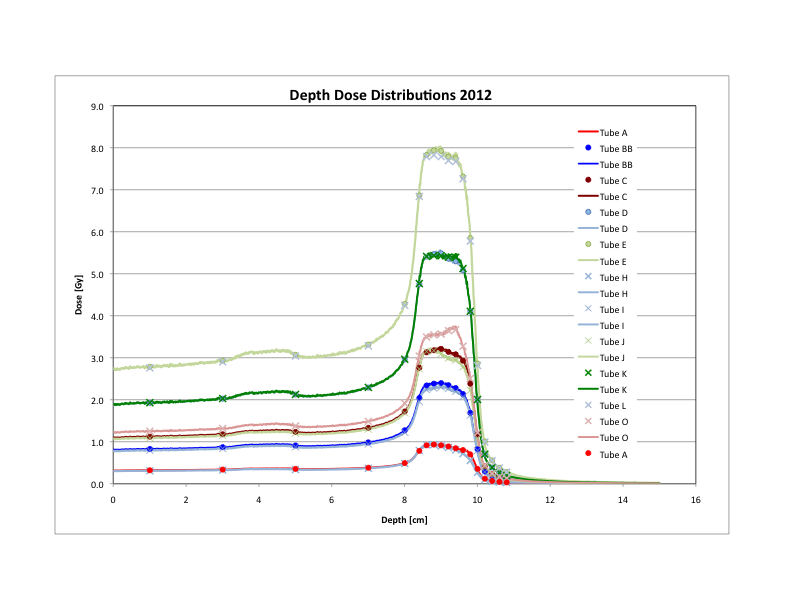 Depth Dose Distributions 2012
9.0
8.0
7.0
6.0
5.0
4.0
3.0
2.0
1.0
0.0
Dose [Gy]
0 2 4 6 8 10 12 14 16
Depth [cm]
Tube A
Tube BB
Tube BB
Tube C
Tube C
Tube D
Tube D
Tube E
Tube E
Tube H
Tube H
Tube I
Tube I
Tube J
Tube J
Tube K
Tube K
Tube L
Tube O
Tube O
Tube A